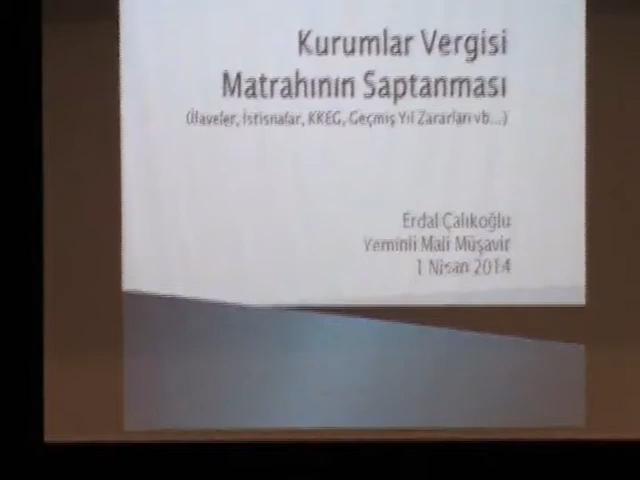 Kurumlar Vergisi
Matrahının Saptanması
(İlaveler, İstisnalar, KKEG, Geçmiş Yıl Zararları vb...)
Erdal Çalıkoğlu
Yeminli Mali Müşavir
1 Nisan 2014